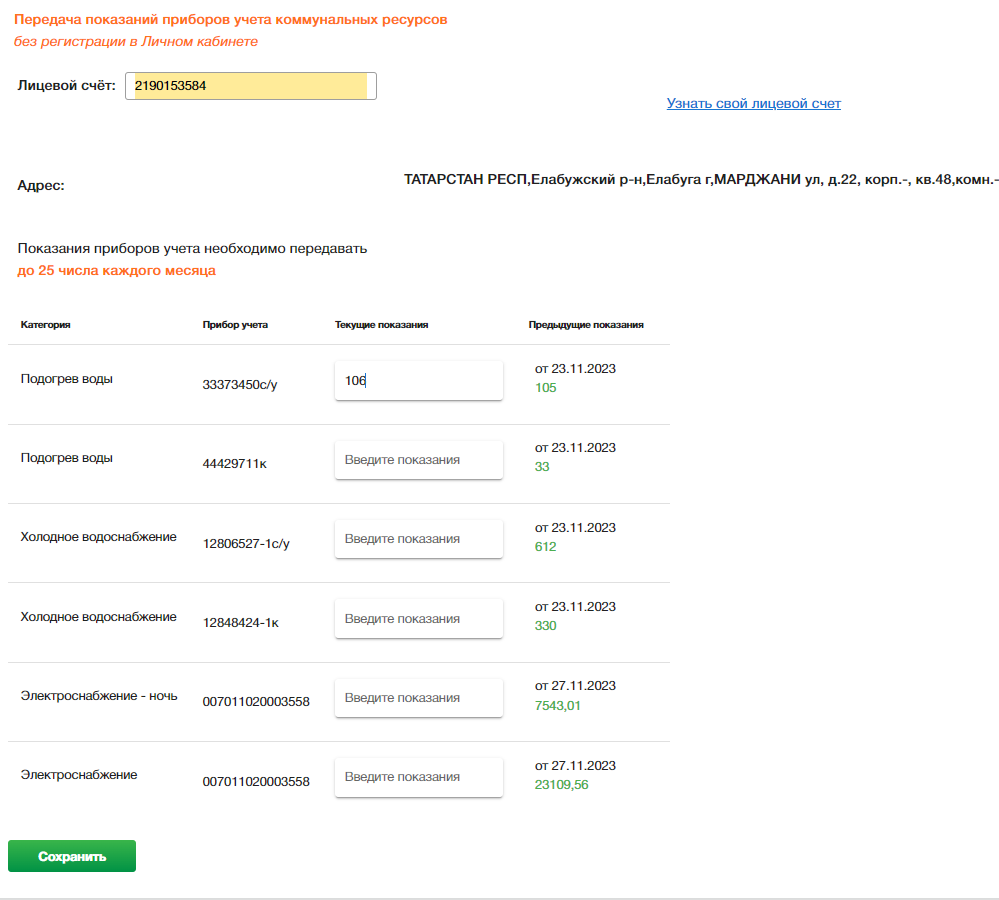 Передача показаний приборов учета коммунальных ресурсов
без регистрации в Личном кабинете
Лицевой счёт: 2190153584
Узнать свой лицевой счет
Адрес: ТАТАРСТАН РЕСП,Елабужский р-н,Елабуга г,МАРДЖАНИ ул, д.22, корп.-, кв.48,комн.-
Показания приборов учета необходимо передавать
до 25 числа каждого месяца
Категория Прибор учета Текущие показания Предыдущие показания
Подогрев воды 33373450с/у 106 от 23.11.2023
105
Подогрев воды 44429711к Введите показания от 23.11.2023
33
Холодное водоснабжение 12806527-1с/у Введите показания от 23.11.2023
612
Холодное водоснабжение 12848424-1к Введите показания от 23.11.2023
330
Электроснабжение - ночь 007011020003558 Введите показания от 27.11.2023
7543,01
Электроснабжение 007011020003558 Введите показания от 27.11.2023
23109,56
Сохранить